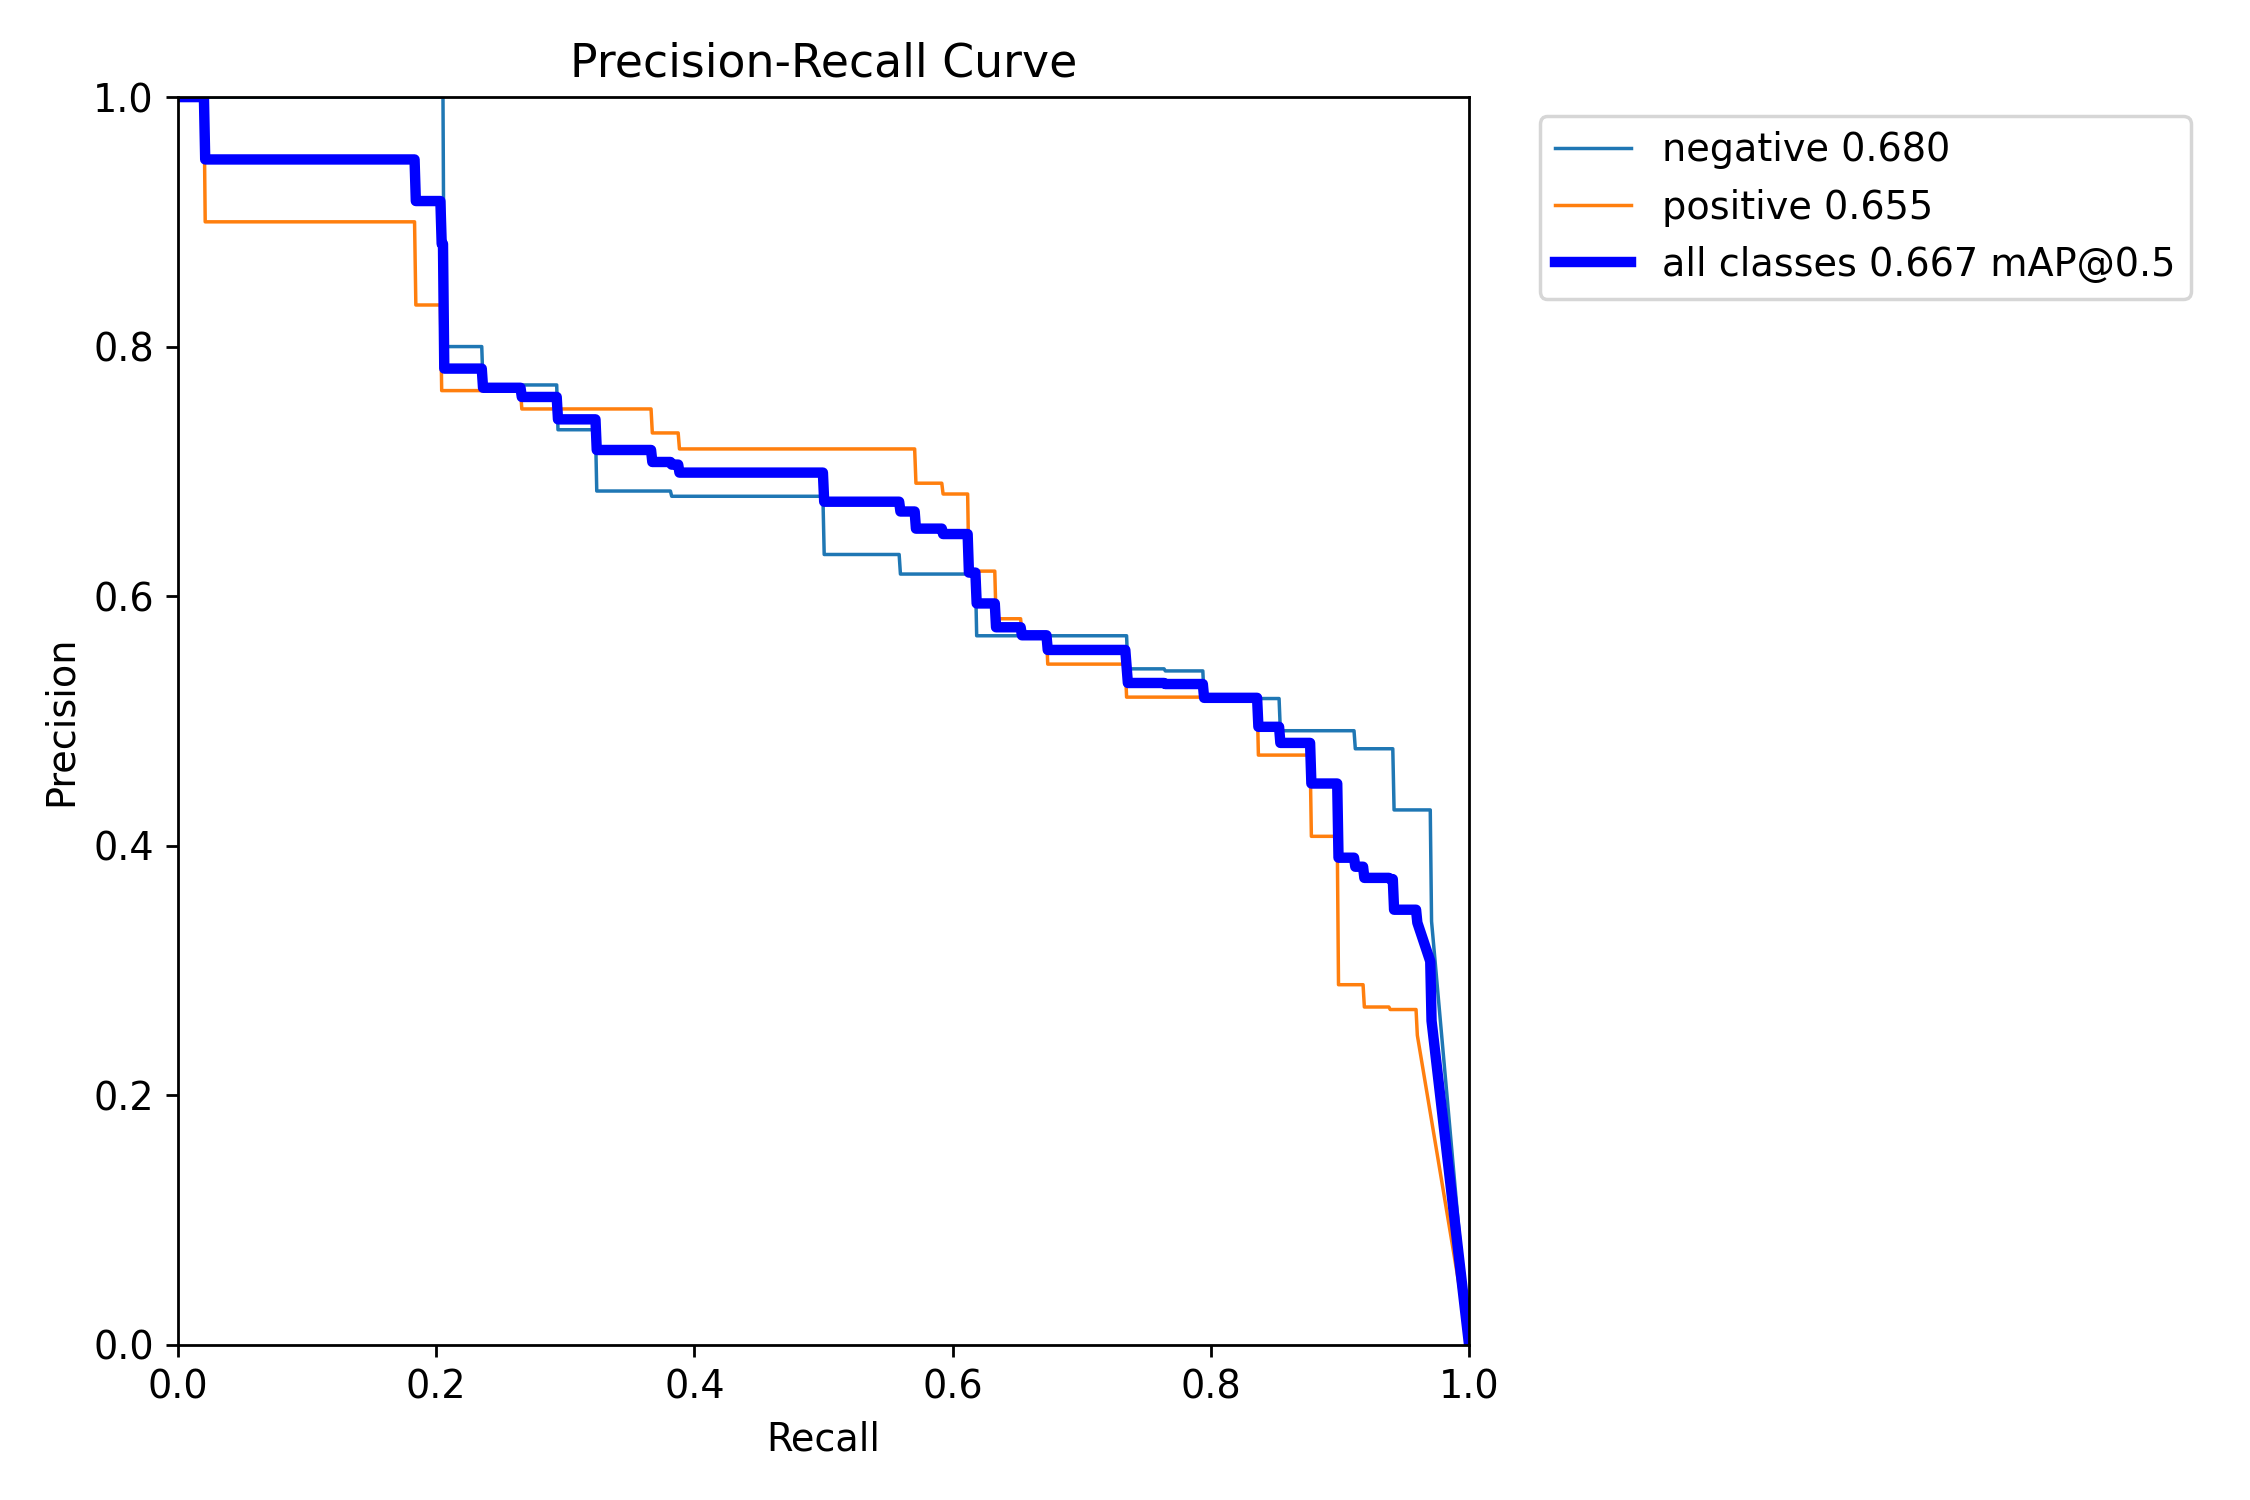 Precision-Recall Curve
1.0
0.8
0.6
0.4
0.2
0.0
Precision
0.0 0.2 0.4 0.6 0.8 1.0
Recall
negative 0.680
positive 0.655
all classes 0.667 mAP@0.5